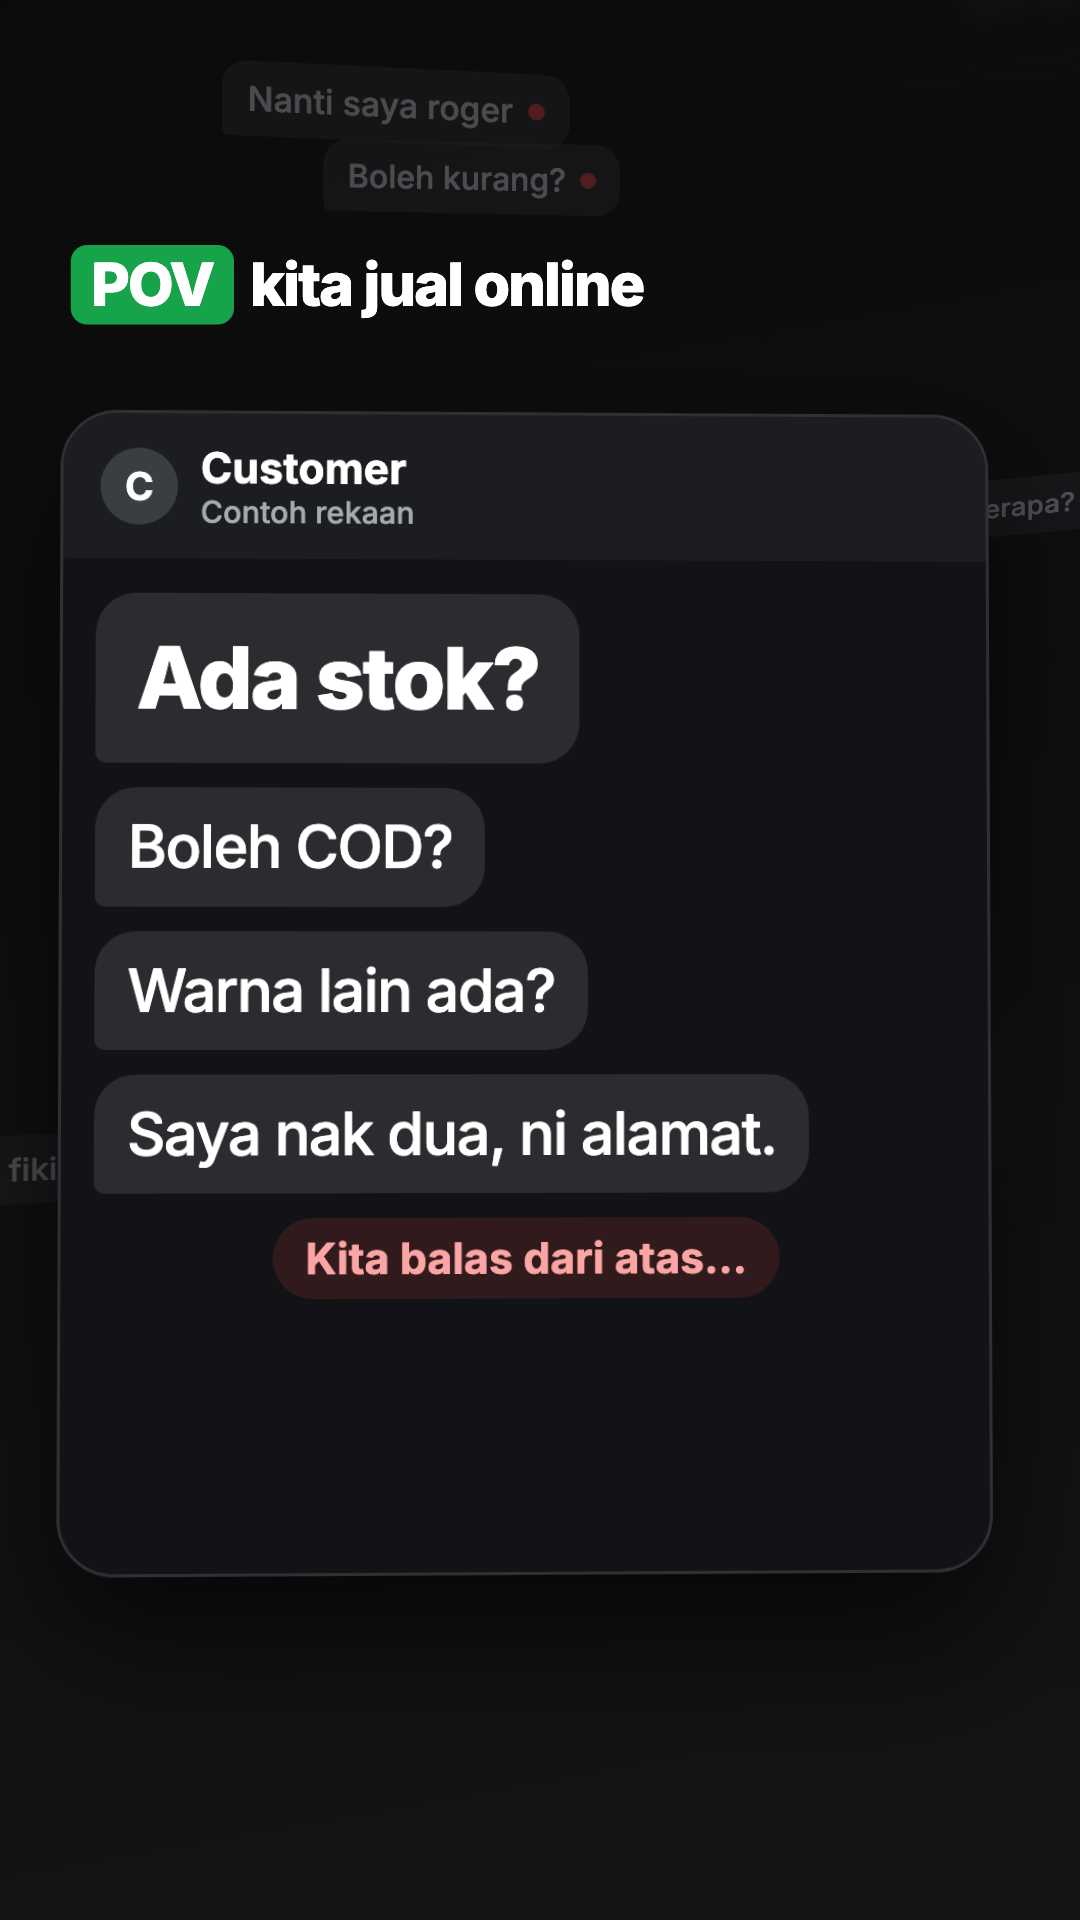 Nanti saya roger
Boleh kurang?
POV kita jual online
C
Customer
Contoh rekaan
erapa?
Ada stok?
Boleh COD?
Warna lain ada?
Saya nak dua, ni alamat.
fiki
Kita balas dari atas...